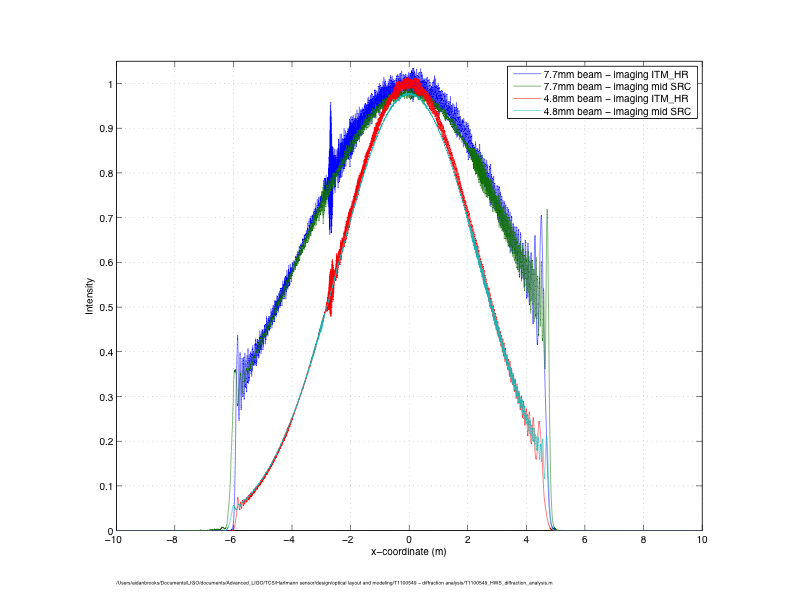 7.7mm beam – imaging ITM_HR
7.7mm beam – imaging mid SRC
4.8mm beam – imaging ITM_HR
4.8mm beam – imaging mid SRC
1
0.9
0.8
0.7
0.6
0.5
0.4
0.3
0.2
0.1
0
Intensity
−10 −8 −6 −4 −2 0 2 4 6 8 10
x−coordinate (m)
/Users/aidanbrooks/Documents/LIGO/documents/Advanced_LIGO/TCS/Hartmann sensor/design/optical layout and modeling/T1100549 – diffraction analysis/T1100549_HWS_diffraction_analysis.m